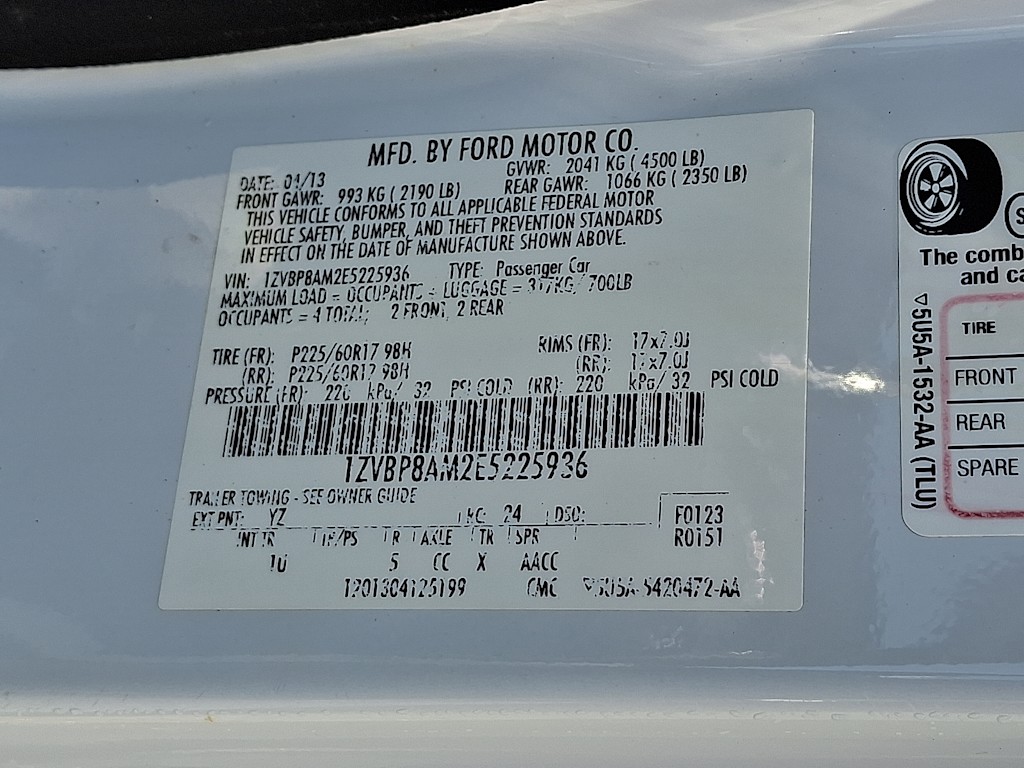 MFD. BY FORD MOTOR CO.
DATE: 01/13 GVWR: 2041 KG ( 4500 LB)
FRONT GAWR: 993 KG ( 2190 LB) REAR GAWR: 1066 KG ( 2350 LB)
THIS VEHICLE CONFORMS TO ALL APPLICABLE FEDERAL MOTOR
VEHICLE SAFETY, BUMPER, AND THEFT PREVENTION STANDARDS
IN EFFECT ON THE DATE OF MANUFACTURE SHOWN ABOVE.
VIN: 1ZVBP8AM2E5225936 TYPE: Passenger Car
MAXIMUM LOAD = OCCUPANTS + LUGGAGE = 317KG/ 700LB
OCCUPANTS = 4 TOTAL; 2 FRONT, 2 REAR
TIRE (FR): P225/60R17 98H RIMS (FR): 17x7.0J
(RR): P225/60R17 98H (RR): 17x7.0J
PRESSURE (FR): 220 kPa/ 32 PSI COLD (RR): 220 kPa/ 32 PSI COLD
1ZVBP8AM2E5225936
TRAILER TOWING - SEE OWNER GUIDE
EXT PNT: YZ RC: 24 DSO: F0123
INT TR TP/PS R AXLE TR SPR R0151
5 CC X AACC
1901304125199 CMC ▽5U5A-5420472-AA
The comb
and ca
▽5U5A-1532-AA (TLU)
TIRE
FRONT
REAR
SPARE